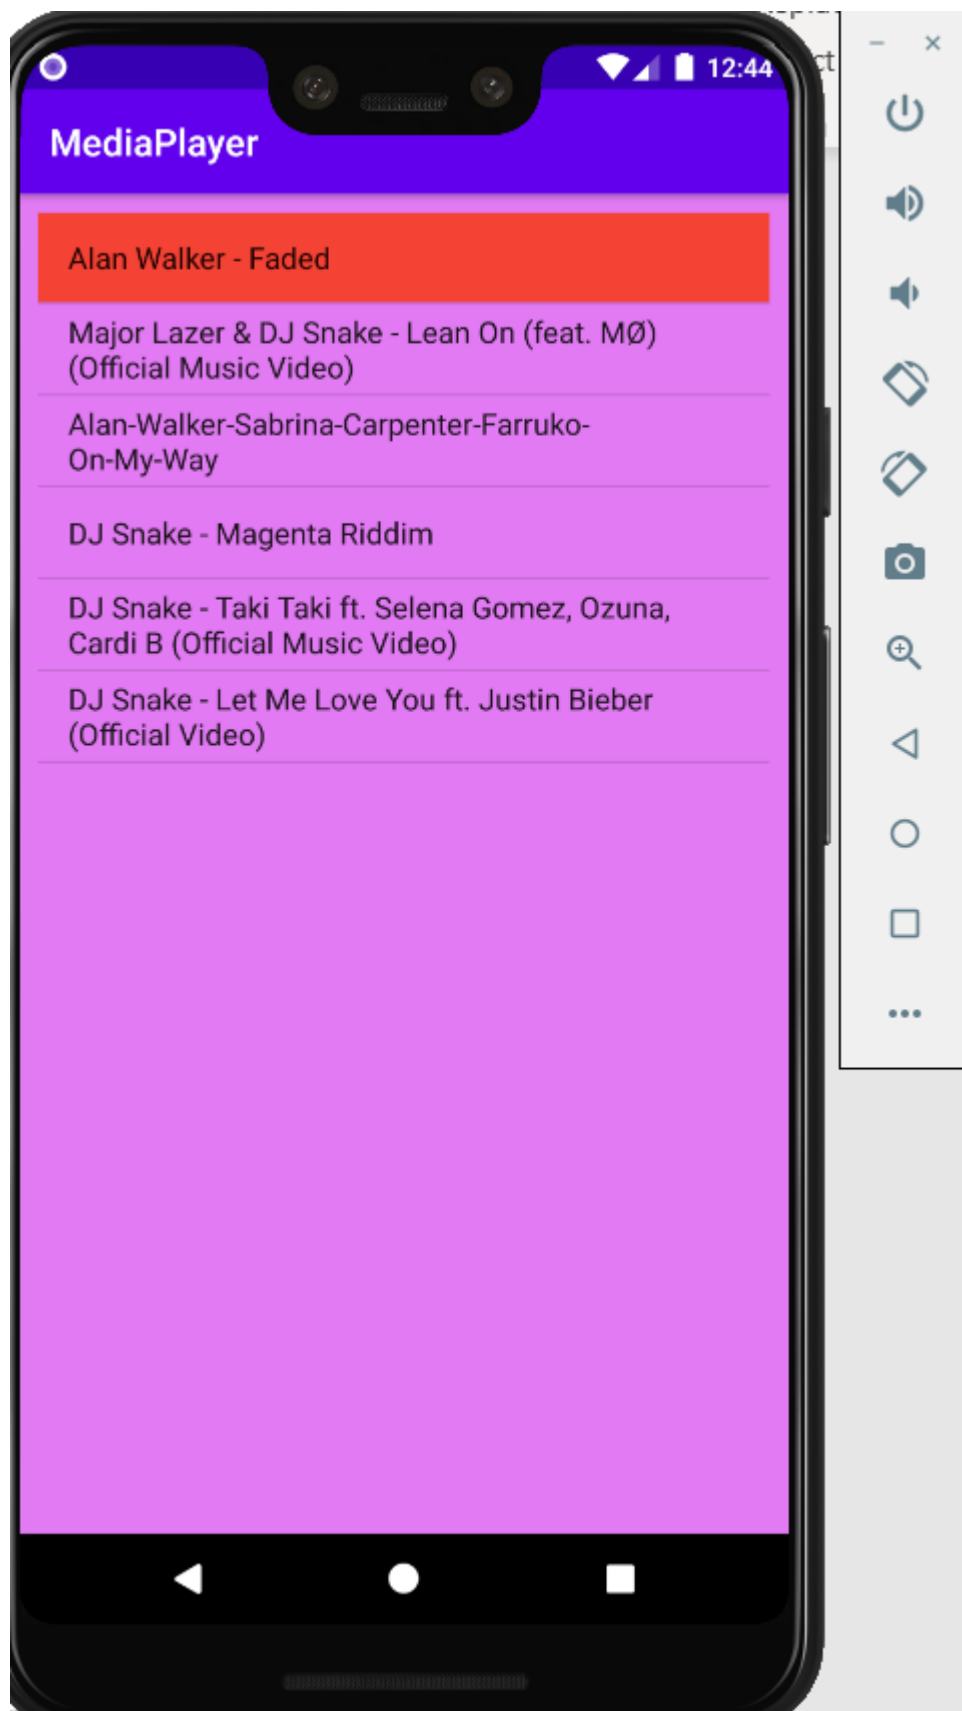 12:44
MediaPlayer
Alan Walker - Faded
Major Lazer & DJ Snake - Lean On (feat. MØ)
(Official Music Video)
Alan-Walker-Sabrina-Carpenter-Farruko-
On-My-Way
DJ Snake - Magenta Riddim
DJ Snake - Taki Taki ft. Selena Gomez, Ozuna,
Cardi B (Official Music Video)
DJ Snake - Let Me Love You ft. Justin Bieber
(Official Video)